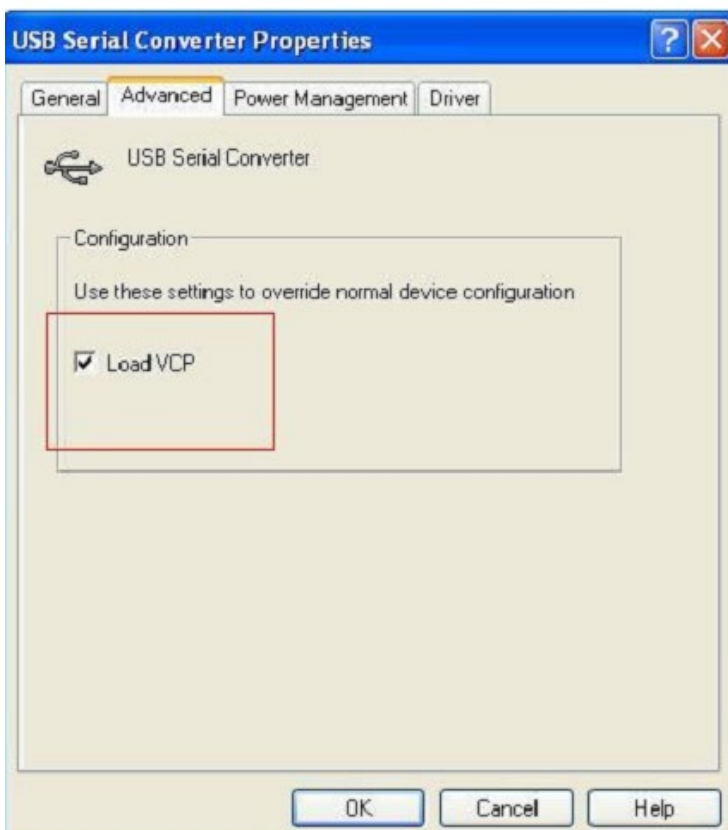 USB Serial Converter Properties
General Advanced Power Management Driver
USB Serial Converter
Configuration
Use these settings to override normal device configuration
Load VCP
OK Cancel Help